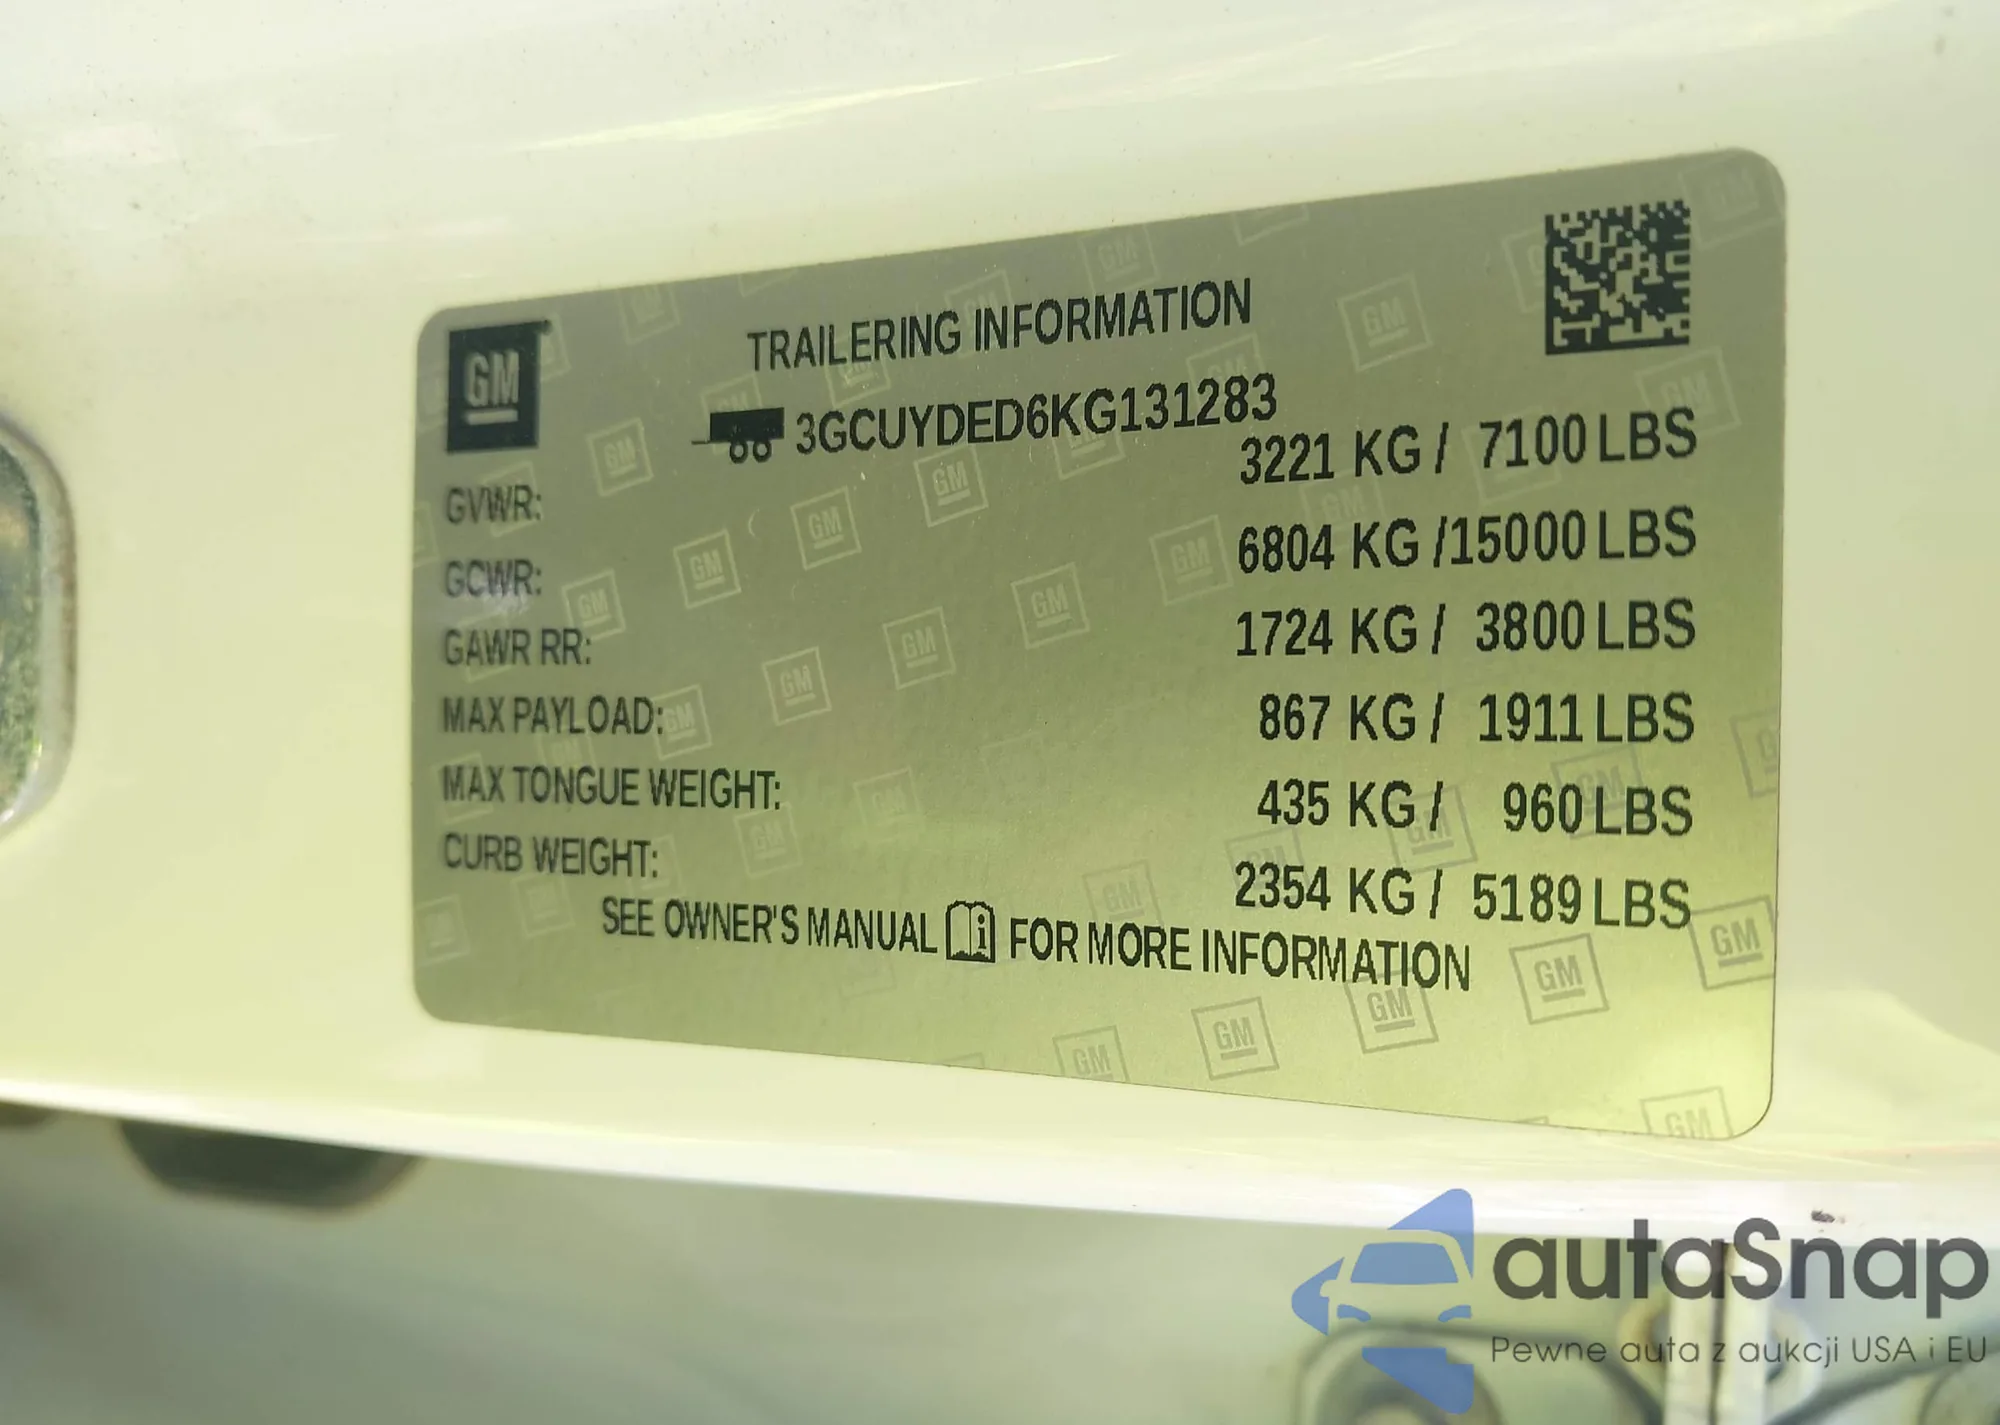 GM
TRAILERING INFORMATION
3GCUYDED6KG131283
GVWR: 3221 KG / 7100 LBS
GCWR: 6804 KG /15000 LBS
GAWR RR: 1724 KG / 3800 LBS
MAX PAYLOAD: 867 KG / 1911 LBS
MAX TONGUE WEIGHT: 435 KG / 960 LBS
CURB WEIGHT: 2354 KG / 5189 LBS
SEE OWNER'S MANUAL FOR MORE INFORMATION
autaSnap
Pewne auta z aukcji USA i EU